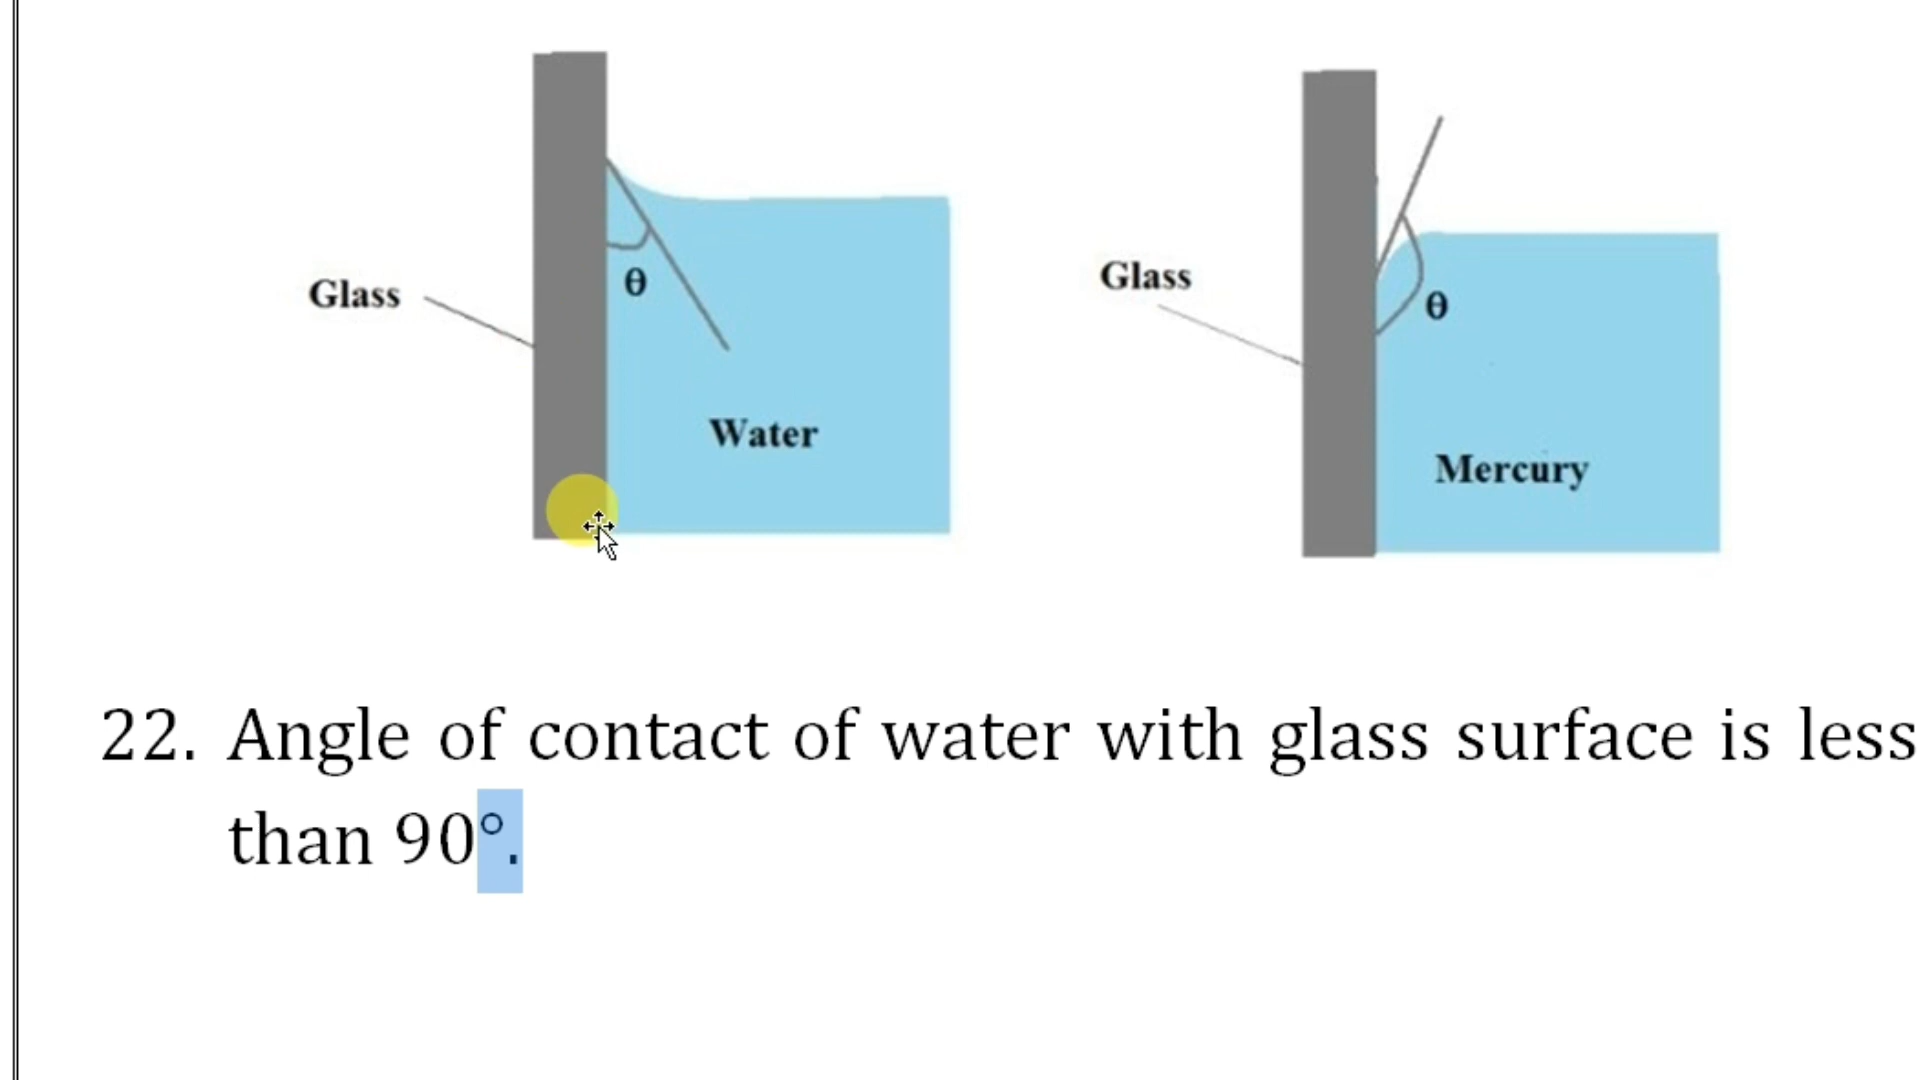 Glass
θ
Water
Glass
θ
Mercury
22. Angle of contact of water with glass surface is less
than 90°.